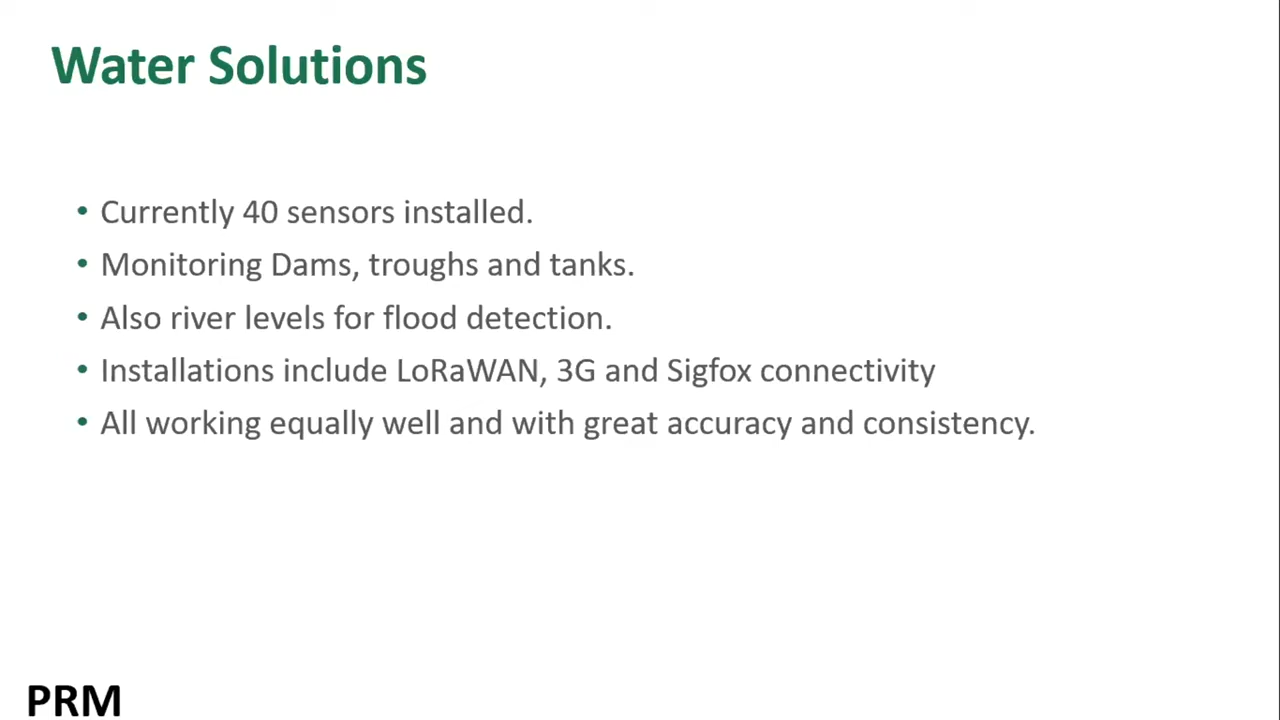 Water Solutions
• Currently 40 sensors installed.
• Monitoring Dams, troughs and tanks.
• Also river levels for flood detection.
• Installations include LoRaWAN, 3G and Sigfox connectivity
• All working equally well and with great accuracy and consistency.
PRM